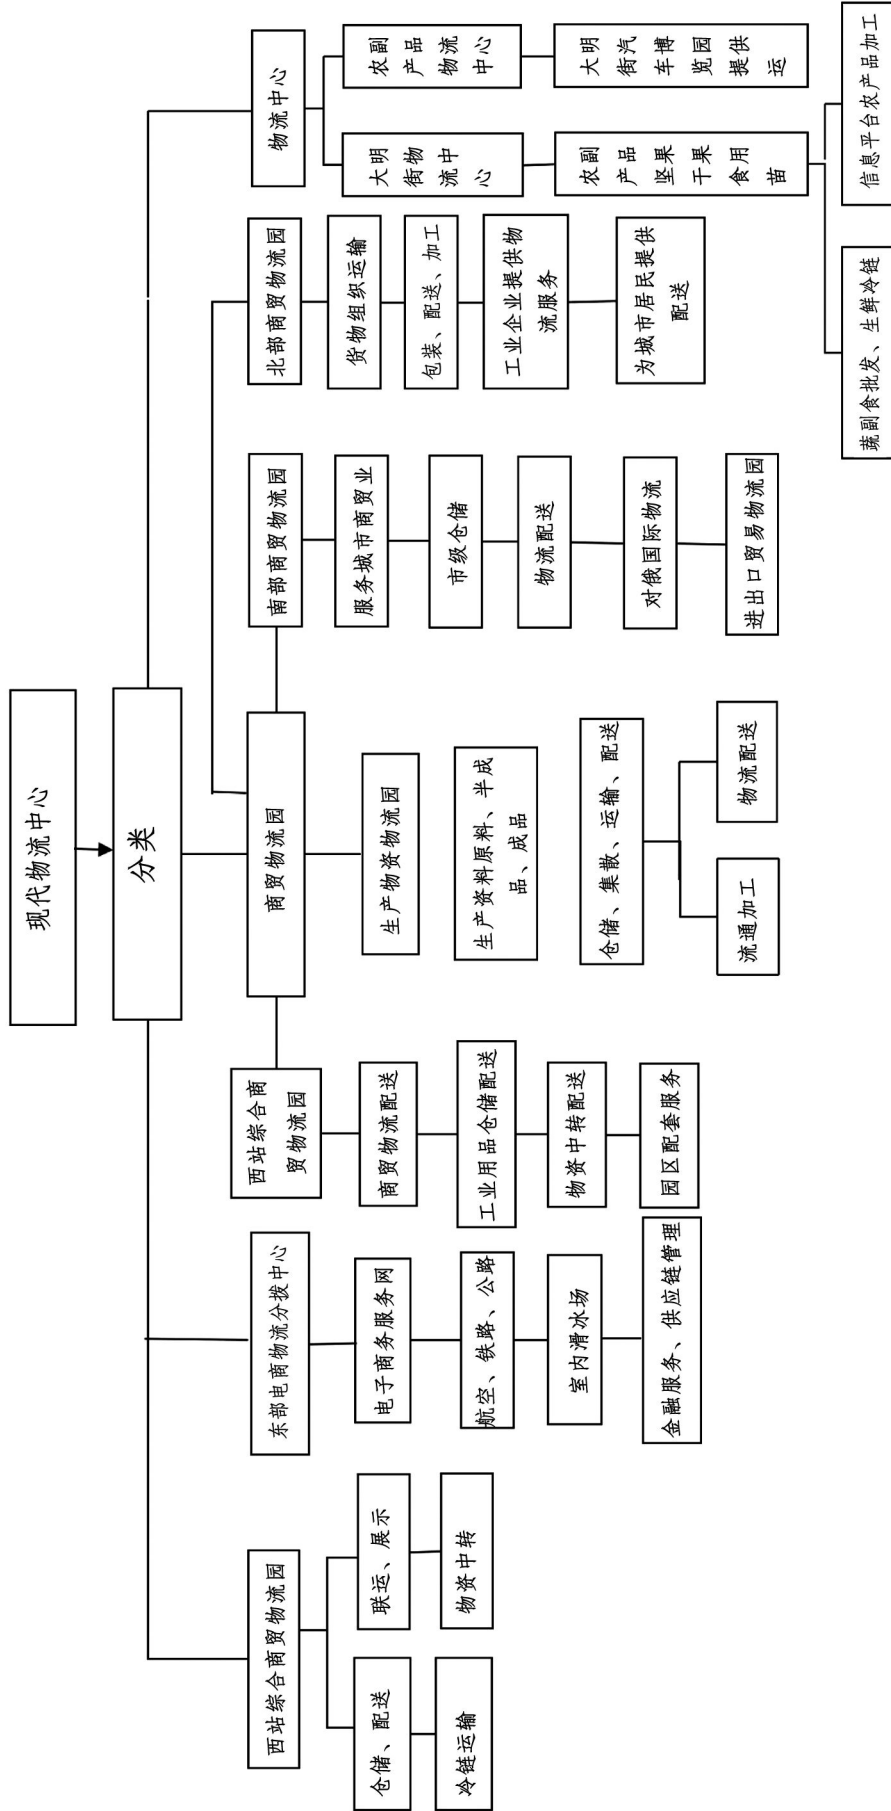 现代物流中心
分类
西站综合商贸物流园
仓储、配送
冷链运输
联运、展示
物资中转
东部电商物流分拨中心
电子商务服务网
航空、铁路、公路
室内滑冰场
金融服务、供应链管理
西站综合商
贸物流园
商贸物流配送
工业用品仓储配送
物资中转配送
园区配套服务
商贸物流园
生产物资物流园
生产资料原料、半成
品、成品
仓储、集散、运输、配送
流通加工
物流配送
南部商贸物流园
服务城市商贸业
市级仓储
物流配送
对俄国际物流
进出口贸易物流园
北部商贸物流园
货物组织运输
包装、配送、加工
工业企业提供物
流服务
为城市居民提供
配送
物流中心
大明
街物
流中
心
农副
产品
坚果
干果
食用
苗
蔬副食批发、生鲜冷链
信息平台农产品加工
农副
产品
物流
中心
大明
街汽
车博
览园
提供
运